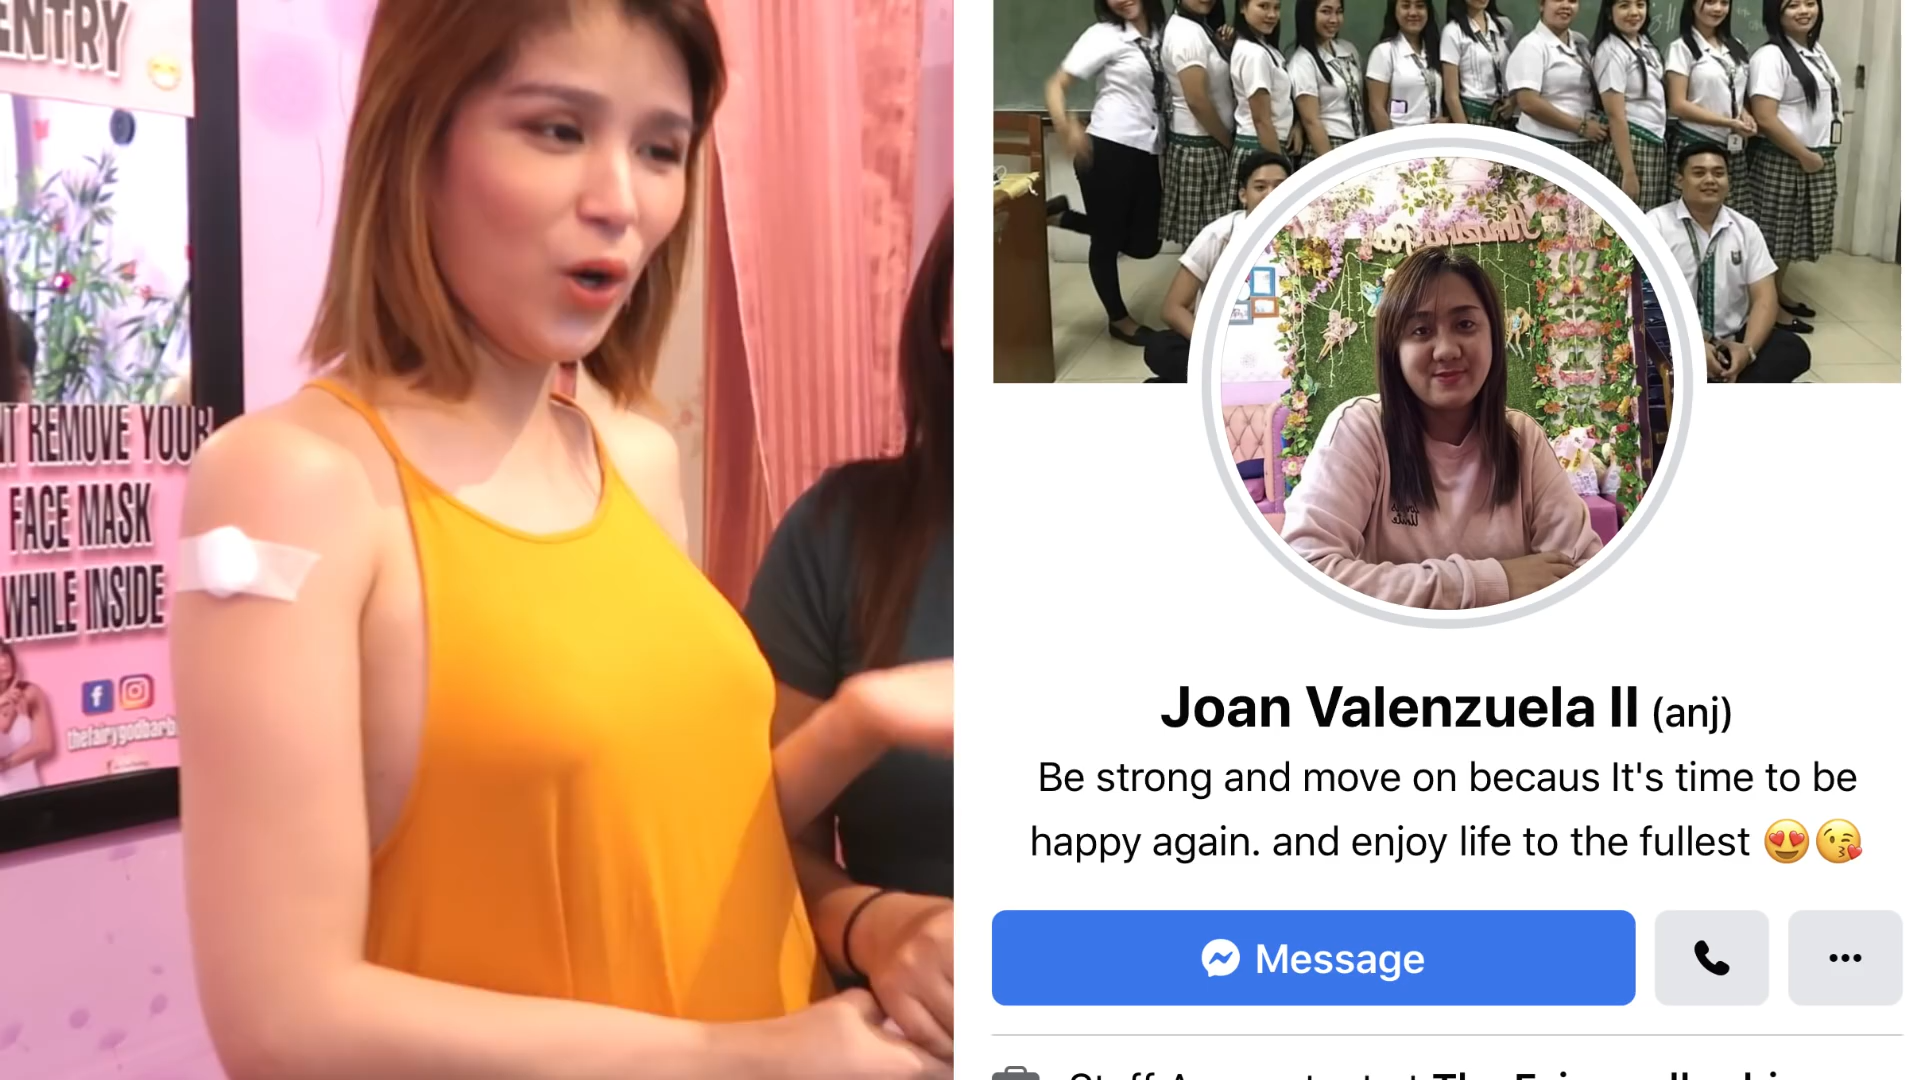 ENTRY
REMOVE YOUR
FACE MASK
WHILE INSIDE
Joan Valenzuela II (anj)
Be strong and move on becaus It's time to be
happy again. and enjoy life to the fullest 😍😘
Message